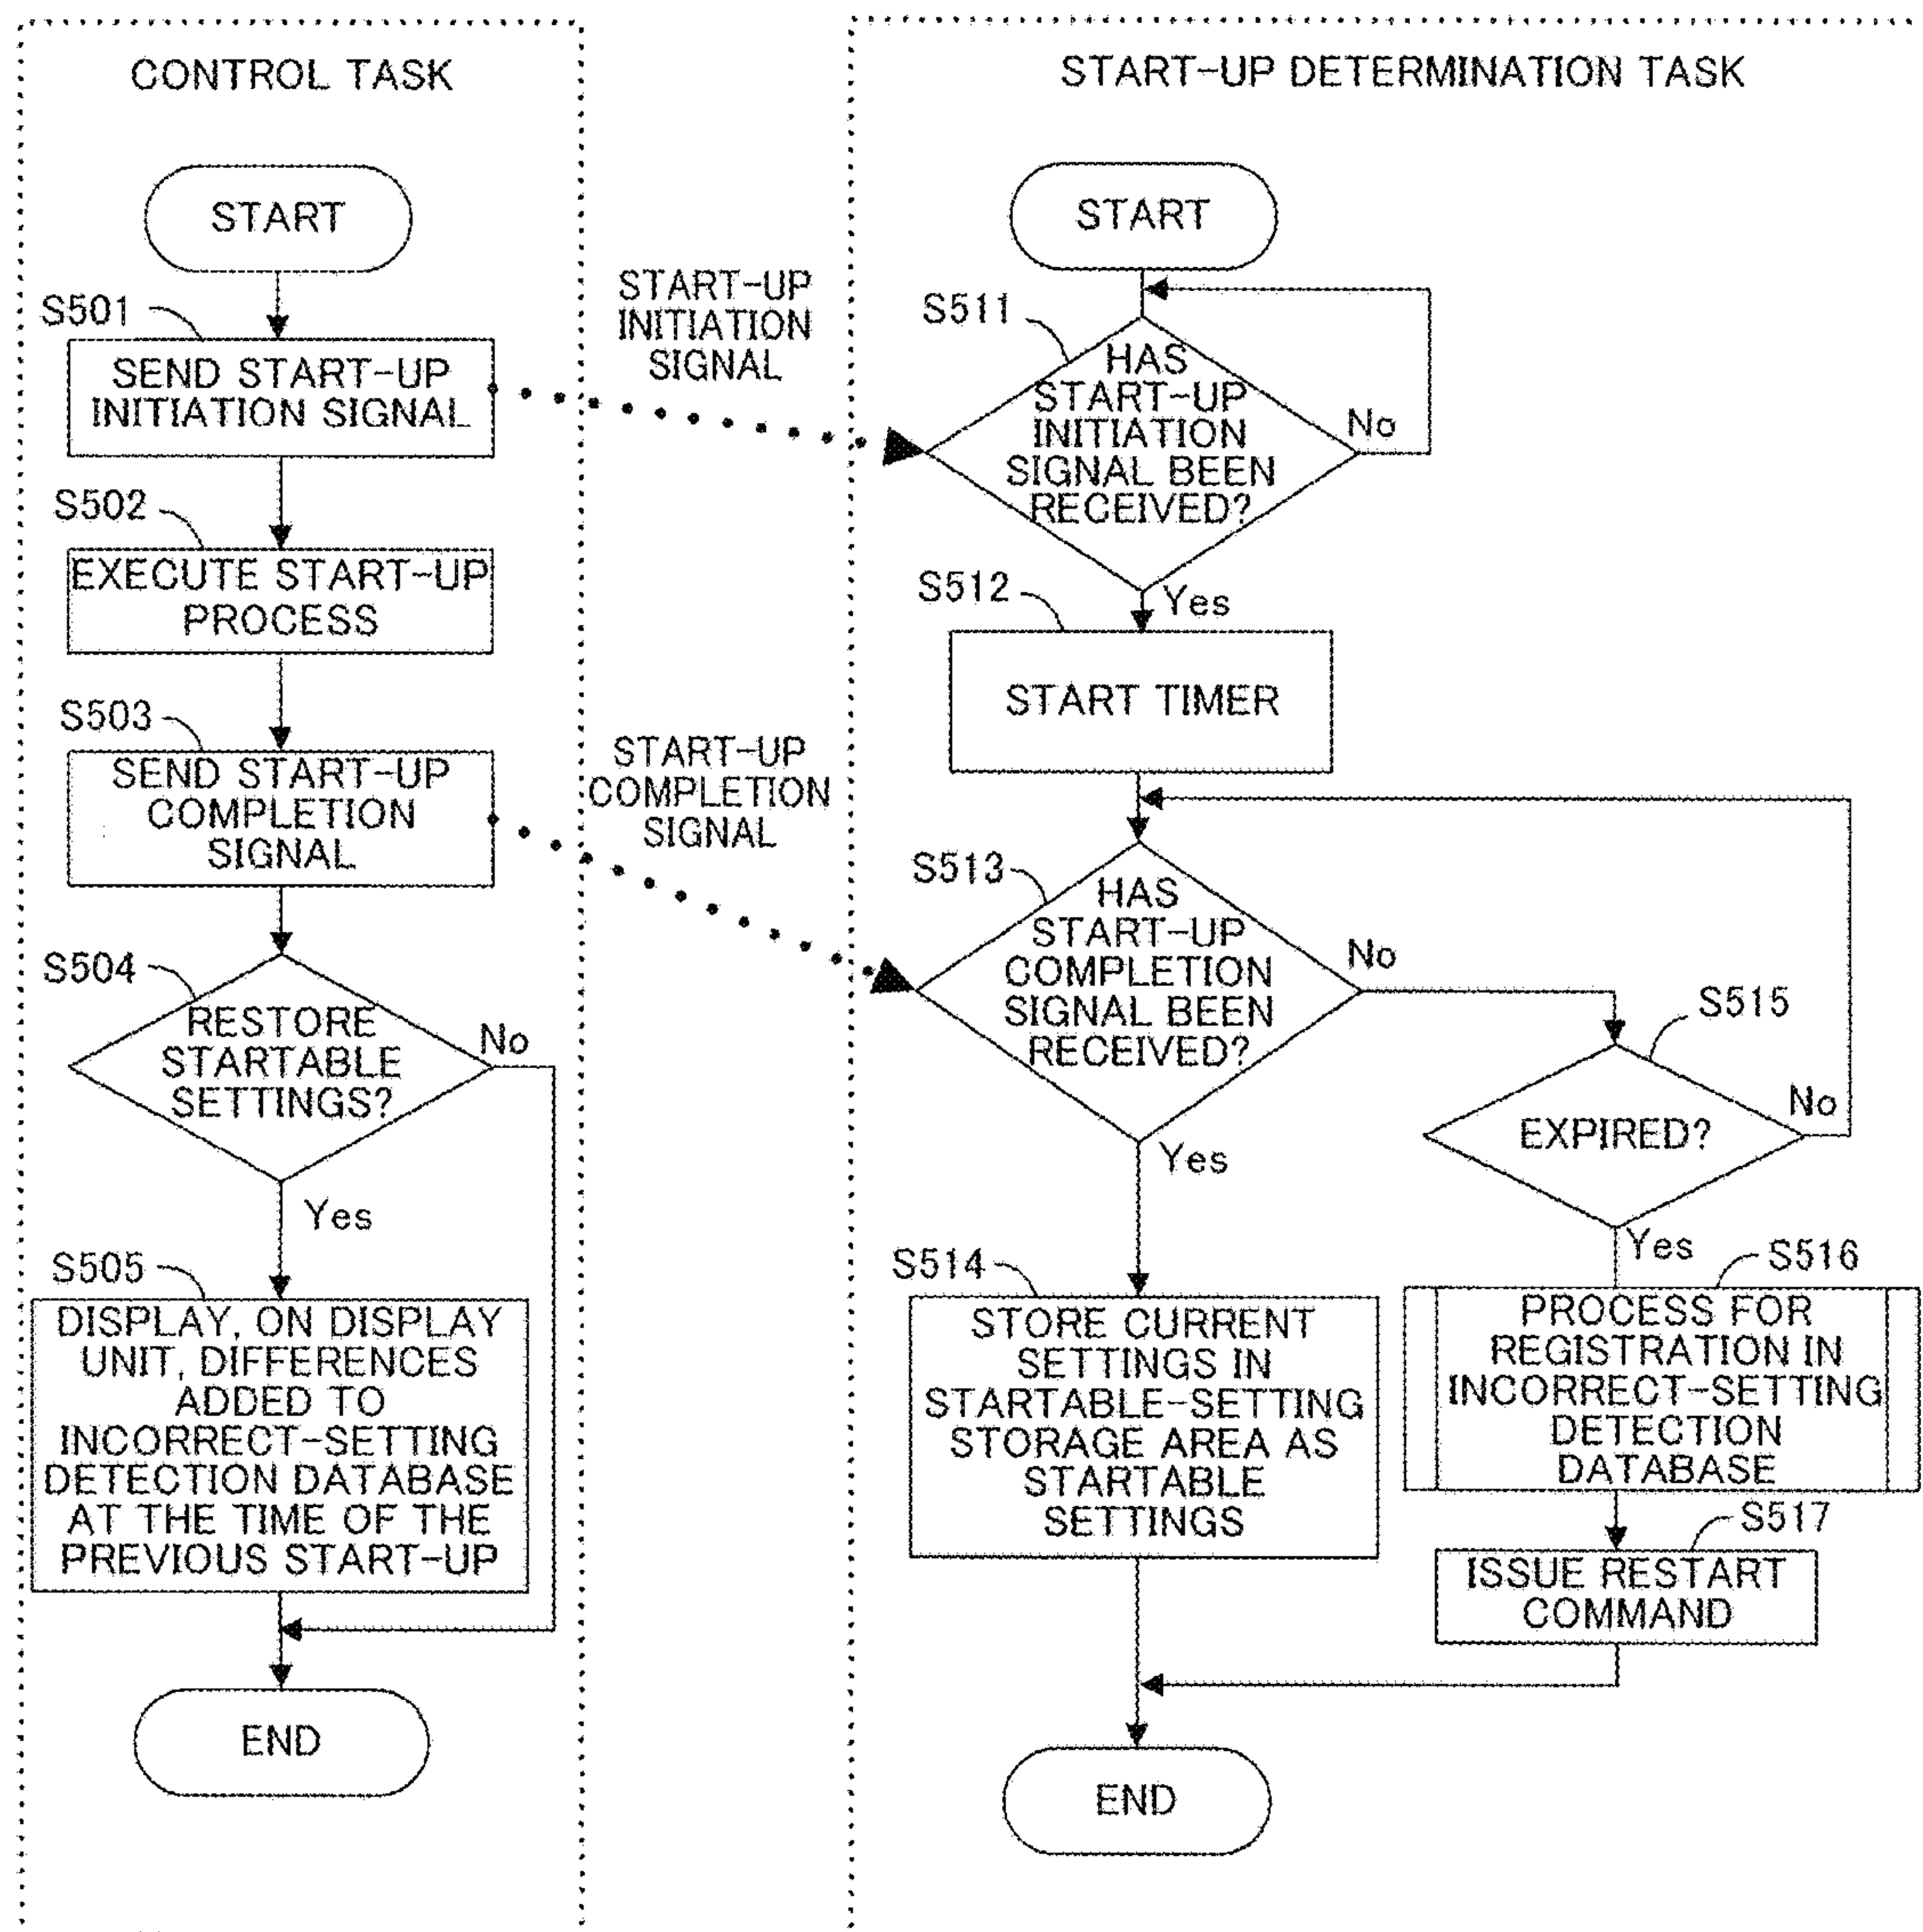 CONTROL TASK
START
S501
SEND START-UP
INITIATION SIGNAL
S502
EXECUTE START-UP
PROCESS
S503
SEND START-UP
COMPLETION
SIGNAL
S504
RESTORE
STARTABLE
SETTINGS?
No
Yes
S505
DISPLAY, ON DISPLAY
UNIT, DIFFERENCES
ADDED TO
INCORRECT-SETTING
DETECTION DATABASE
AT THE TIME OF THE
PREVIOUS START-UP
END
START-UP
INITIATION
SIGNAL
START-UP
COMPLETION
SIGNAL
START-UP DETERMINATION TASK
START
S511
HAS
START-UP
INITIATION
SIGNAL BEEN
RECEIVED?
No
Yes
S512
START TIMER
S513
HAS
START-UP
COMPLETION
SIGNAL BEEN
RECEIVED?
No
Yes
S514
STORE CURRENT
SETTINGS IN
STARTABLE-SETTING
STORAGE AREA AS
STARTABLE
SETTINGS
S515
EXPIRED?
No
Yes
S516
PROCESS FOR
REGISTRATION IN
INCORRECT-SETTING
DETECTION
DATABASE
S517
ISSUE RESTART
COMMAND
END